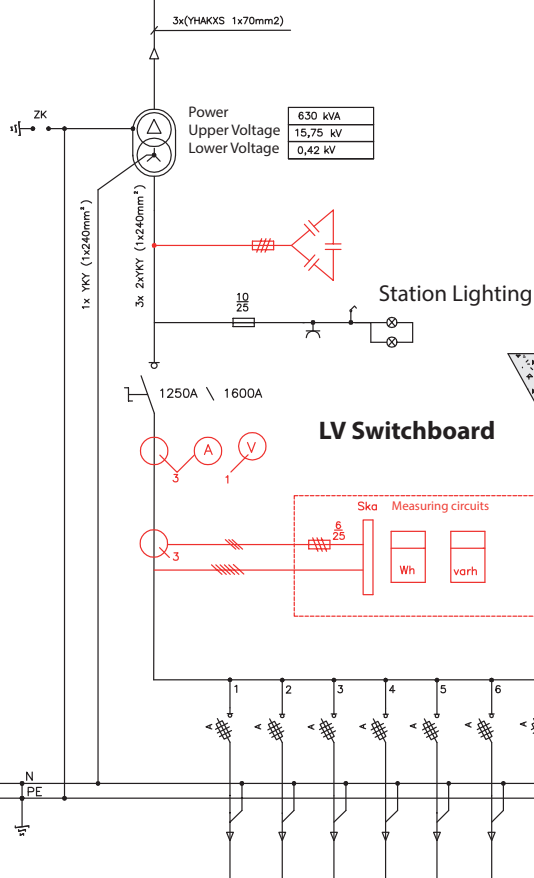 3x(YHAKXS 1x70mm2)
ZK
Power 630 kVA
Upper Voltage 15,75 kV
Lower Voltage 0,42 kV
1x YKY (1x240mm²)
3x 2xYKY (1x240mm²)
10
25
Station Lighting
1250A \ 1600A
LV Switchboard
A
V
3
1
Ska Measuring circuits
6
25
3
Wh
varh
1 2 3 4 5 6
A A A A A A A
N
PE